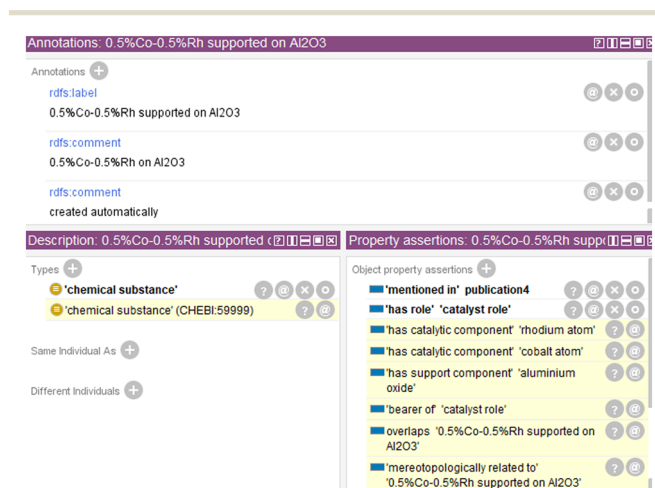 Annotations: 0.5%Co-0.5%Rh supported on Al2O3
Annotations
rdfs:label
0.5%Co-0.5%Rh supported on Al2O3
rdfs:comment
0.5%Co-0.5%Rh on Al2O3
rdfs:comment
created automatically
Description: 0.5%Co-0.5%Rh supported
Types
'chemical substance'
'chemical substance' (CHEBI:59999)
Same Individual As
Different Individuals
Property assertions: 0.5%Co-0.5%Rh supp
Object property assertions
'mentioned in' publication4
'has role' 'catalyst role'
'has catalytic component' 'rhodium atom'
'has catalytic component' 'cobalt atom'
'has support component' 'aluminium
oxide'
'bearer of' 'catalyst role'
overlaps '0.5%Co-0.5%Rh supported on
Al2O3'
'mereotopologically related to'
'0.5%Co-0.5%Rh supported on Al2O3'